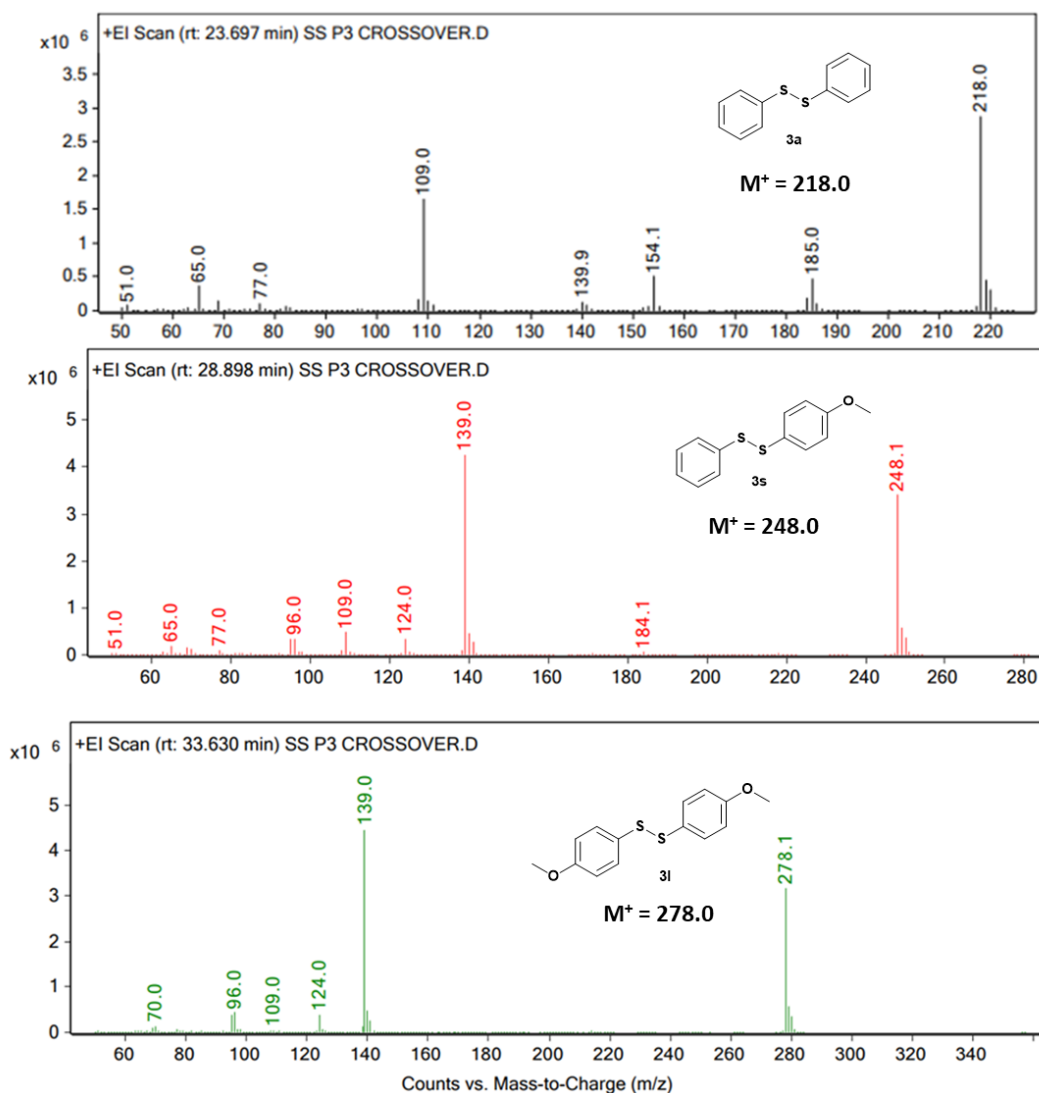 x10 6
+EI Scan (rt: 23.697 min) SS P3 CROSSOVER.D
3.5
3
2.5
2
1.5
1
0.5
0
51.0
65.0
77.0
109.0
139.9
154.1
185.0
218.0
S
S
3a
M+ = 218.0
50 60 70 80 90 100 110 120 130 140 150 160 170 180 190 200 210 220
x10 6
+EI Scan (rt: 28.898 min) SS P3 CROSSOVER.D
5
4
3
2
1
0
51.0
65.0
77.0
96.0
109.0
124.0
139.0
184.1
248.1
O
S
S
3s
M+ = 248.0
60 80 100 120 140 160 180 200 220 240 260 280
x10 6
+EI Scan (rt: 33.630 min) SS P3 CROSSOVER.D
5
4
3
2
1
0
70.0
96.0
109.0
124.0
139.0
278.1
O
S
S
O
3l
M+ = 278.0
60 80 100 120 140 160 180 200 220 240 260 280 300 320 340
Counts vs. Mass-to-Charge (m/z)